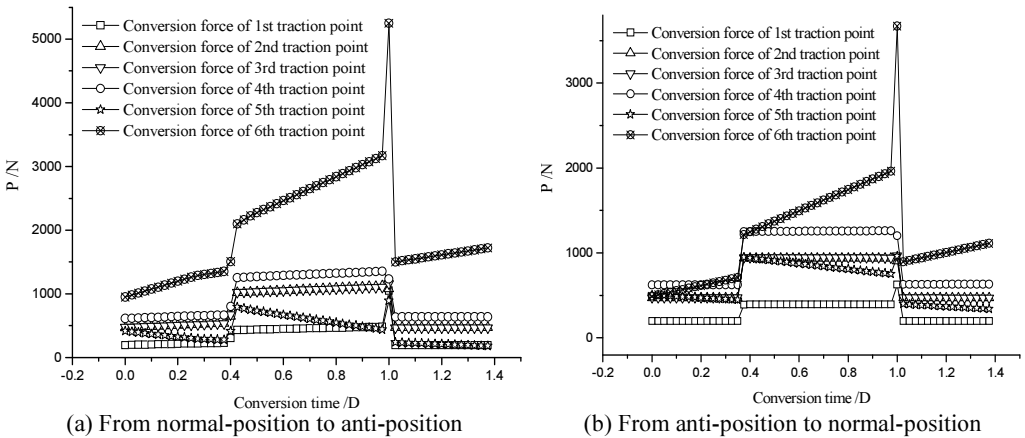 Conversion force of 1st traction point
Conversion force of 2nd traction point
Conversion force of 3rd traction point
Conversion force of 4th traction point
Conversion force of 5th traction point
Conversion force of 6th traction point
5000
4000
3000
2000
1000
0
P /N
-0.2 0.0 0.2 0.4 0.6 0.8 1.0 1.2 1.4
Conversion time /D
(a) From normal-position to anti-position
Conversion force of 1st traction point
Conversion force of 2nd traction point
Conversion force of 3rd traction point
Conversion force of 4th traction point
Conversion force of 5th traction point
Conversion force of 6th traction point
3000
2000
1000
0
P /N
-0.2 0.0 0.2 0.4 0.6 0.8 1.0 1.2 1.4
Conversion time /D
(b) From anti-position to normal-position